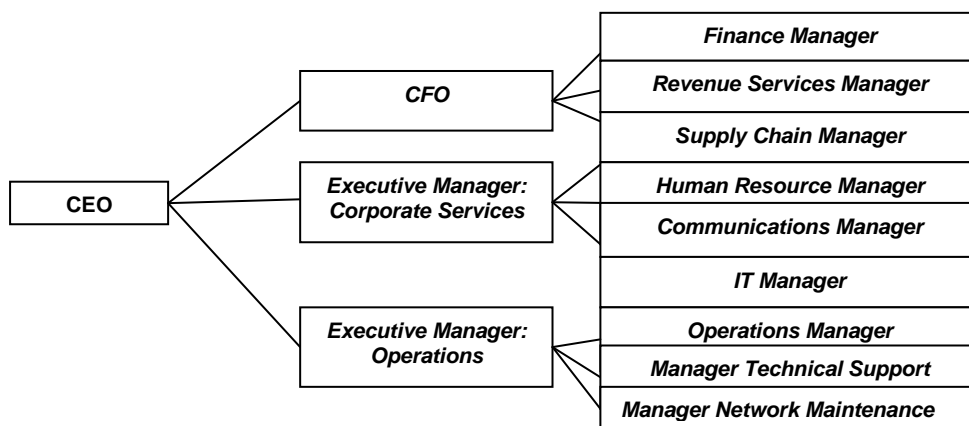 CEO
CFO
Executive Manager:
Corporate Services
Executive Manager:
Operations
Finance Manager
Revenue Services Manager
Supply Chain Manager
Human Resource Manager
Communications Manager
IT Manager
Operations Manager
Manager Technical Support
Manager Network Maintenance